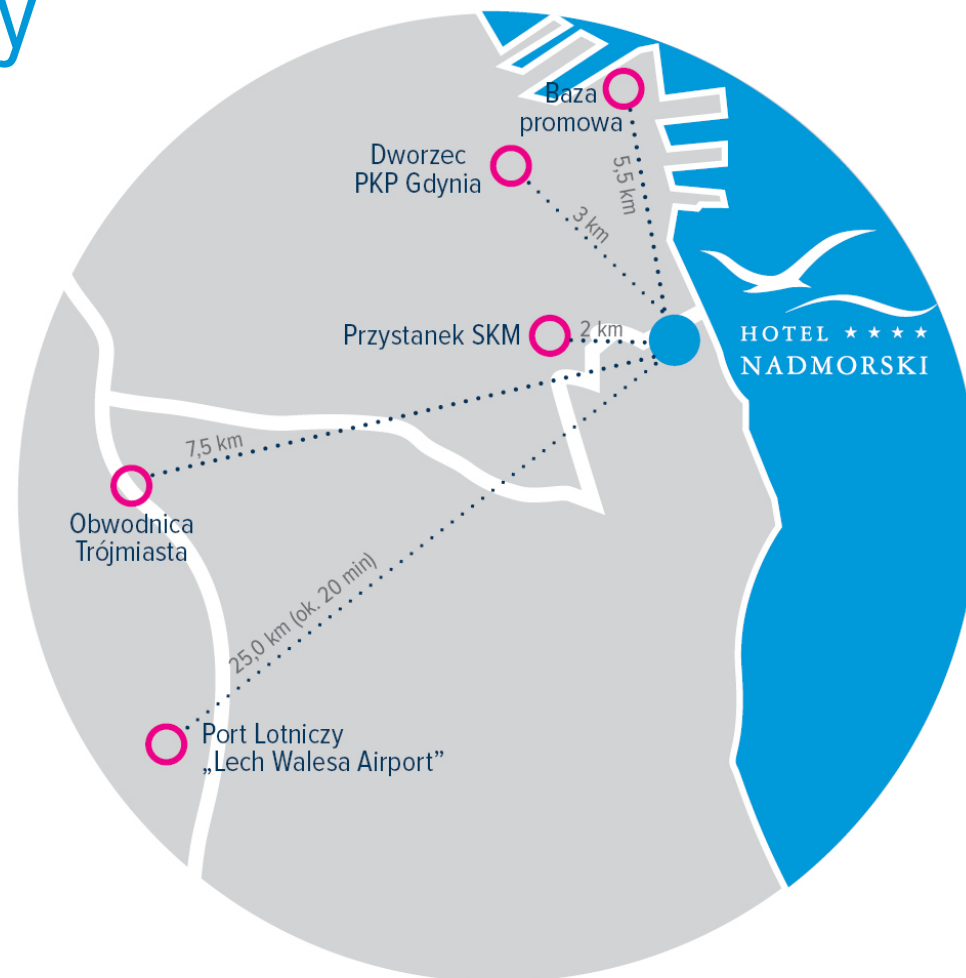 y
Baza
promowa
Dworzec
PKP Gdynia
5,5 km
3 km
HOTEL ★★★★
NADMORSKI
Przystanek SKM
2 km
7,5 km
Obwodnica
Trójmiasta
25,0 km (ok. 20 min)
Port Lotniczy
„Lech Walesa Airport”